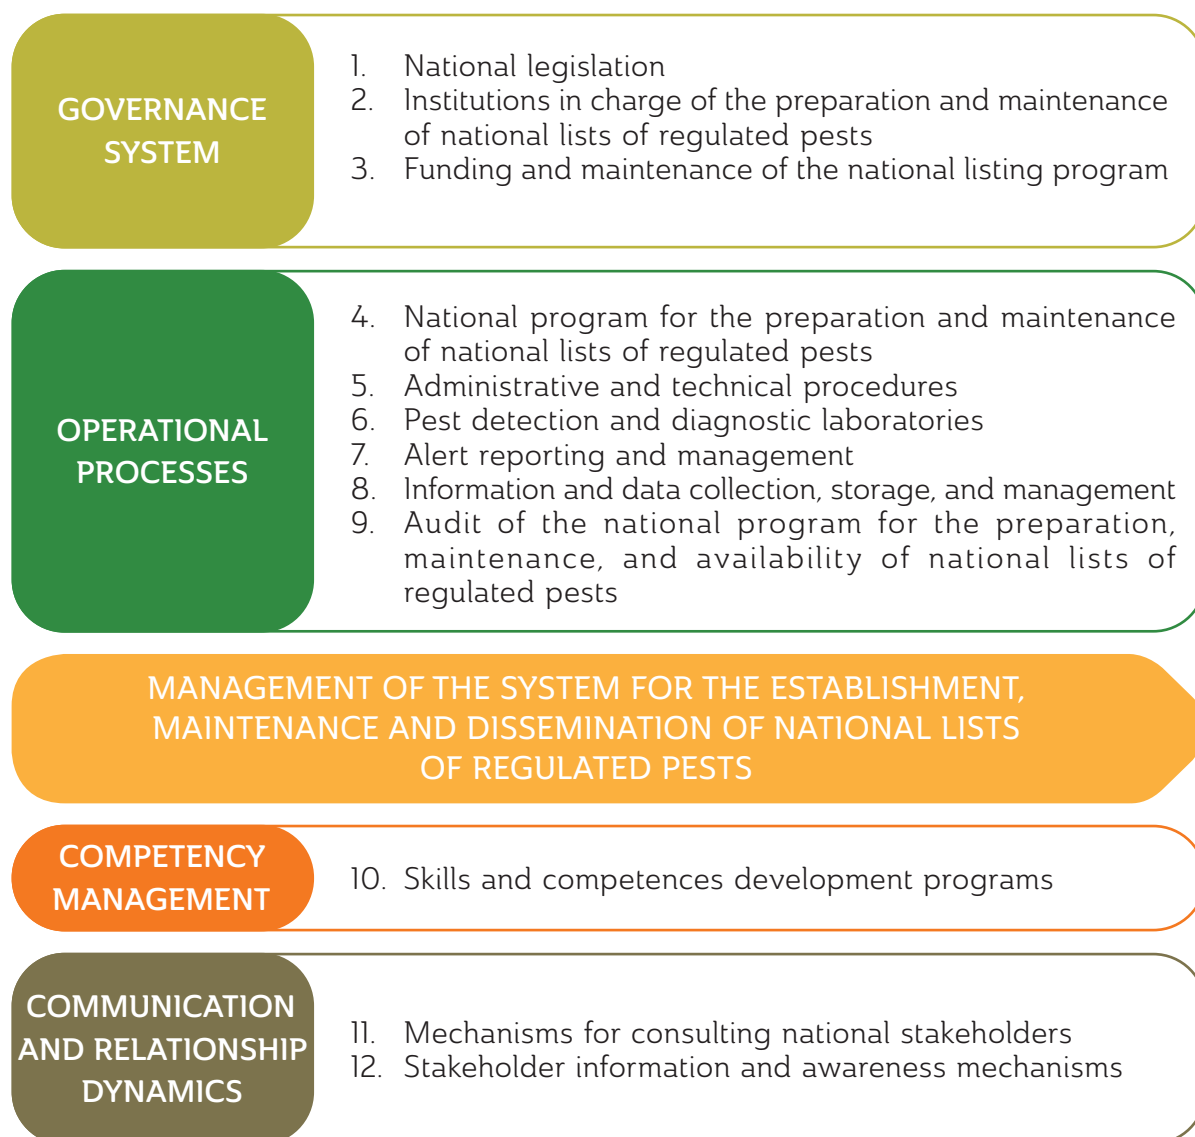 GOVERNANCE
SYSTEM
1. National legislation
2. Institutions in charge of the preparation and maintenance
of national lists of regulated pests
3. Funding and maintenance of the national listing program
OPERATIONAL
PROCESSES
4. National program for the preparation and maintenance
of national lists of regulated pests
5. Administrative and technical procedures
6. Pest detection and diagnostic laboratories
7. Alert reporting and management
8. Information and data collection, storage, and management
9. Audit of the national program for the preparation,
maintenance, and availability of national lists of
regulated pests
MANAGEMENT OF THE SYSTEM FOR THE ESTABLISHMENT,
MAINTENANCE AND DISSEMINATION OF NATIONAL LISTS
OF REGULATED PESTS
COMPETENCY
MANAGEMENT
10. Skills and competences development programs
COMMUNICATION
AND RELATIONSHIP
DYNAMICS
11. Mechanisms for consulting national stakeholders
12. Stakeholder information and awareness mechanisms